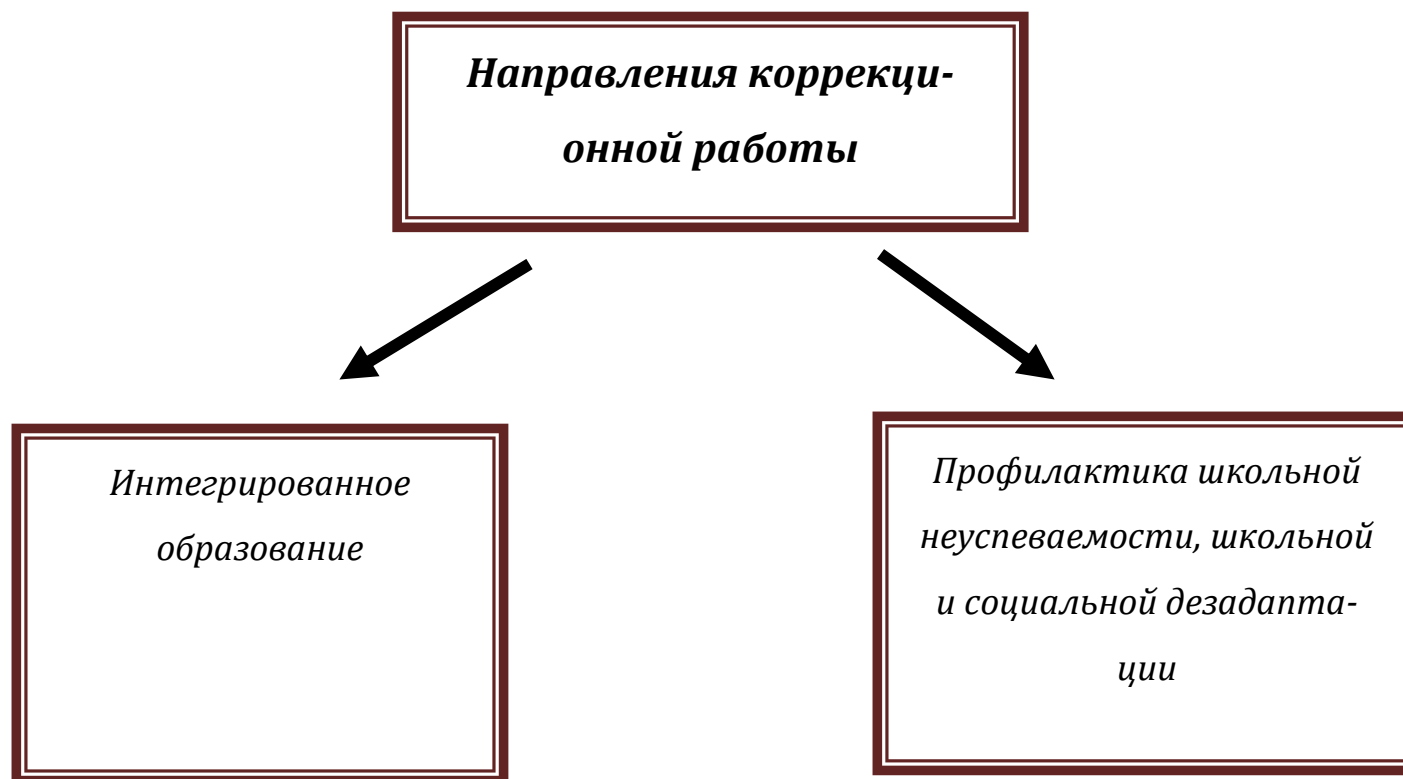 Направления коррекци-
онной работы
Интегрированное
образование
Профилактика школьной
неуспеваемости, школьной
и социальной дезадапта-
ции